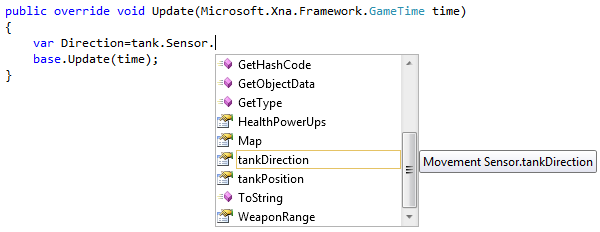 public override void Update(Microsoft.Xna.Framework.GameTime time)
{
var Direction=tank.Sensor.
base.Update(time);
}
GetHashCode
GetObjectData
GetType
HealthPowerUps
Map
tankDirection
Movement Sensor.tankDirection
tankPosition
ToString
WeaponRange